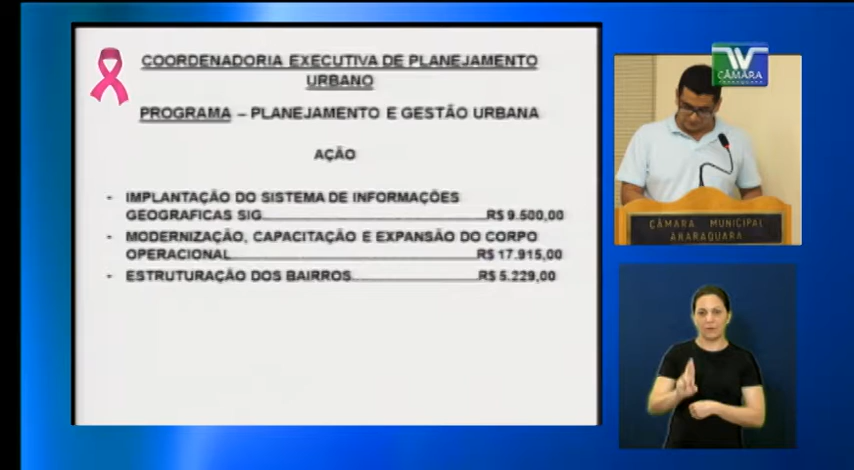 COORDENADORIA EXECUTIVA DE PLANEJAMENTO
URBANO
PROGRAMA – PLANEJAMENTO E GESTÃO URBANA
AÇÃO
- IMPLANTAÇÃO DO SISTEMA DE INFORMAÇÕES
GEOGRAFICAS SIG R$ 9.500,00
- MODERNIZAÇÃO, CAPACITAÇÃO E EXPANSÃO DO CORPO
OPERACIONAL R$ 17.915,00
- ESTRUTURAÇÃO DOS BAIRROS R$ 5.229,00
TV
CÂMARA
ARARAQUARA
CÂMARA MUNICIPAL
ARARAQUARA